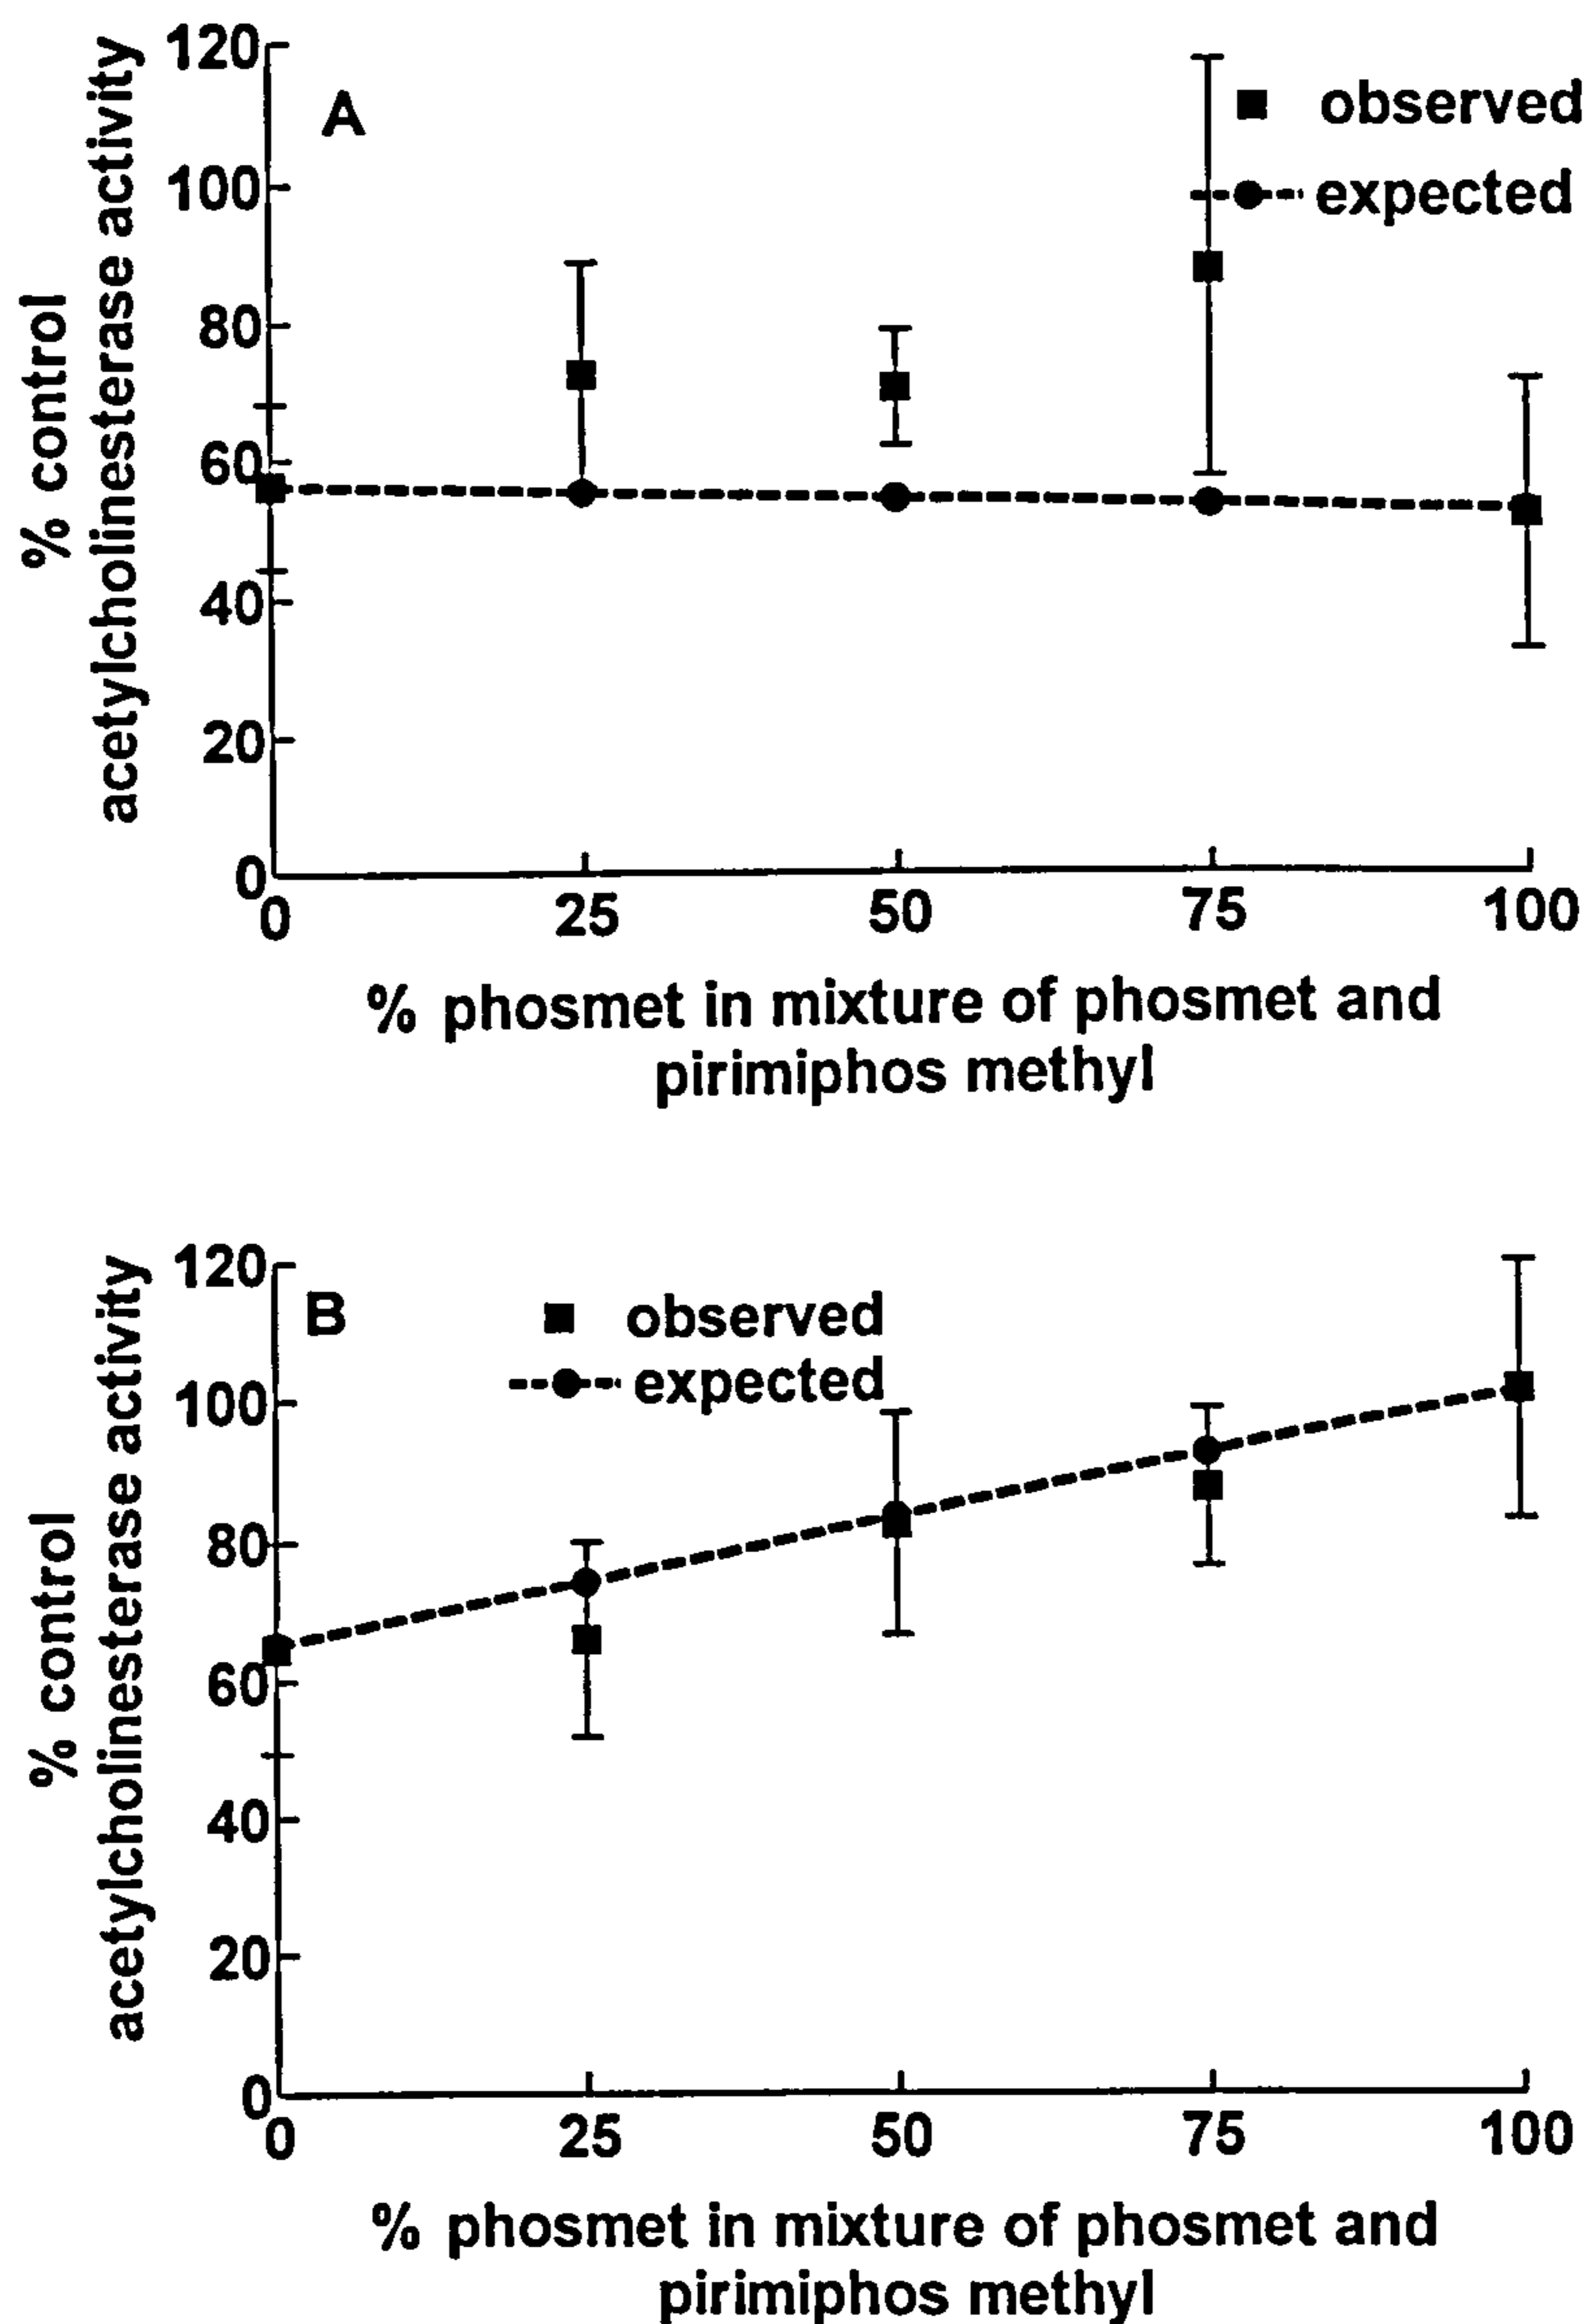 120
100
80
60
40
20
0
% control
acetylcholinesterase activity
A
observed
expected
0 25 50 75 100
% phosmet in mixture of phosmet and
pirimiphos methyl
120
100
80
60
40
20
0
% control
acetylcholinesterase activity
B
observed
expected
0 25 50 75 100
% phosmet in mixture of phosmet and
pirimiphos methyl